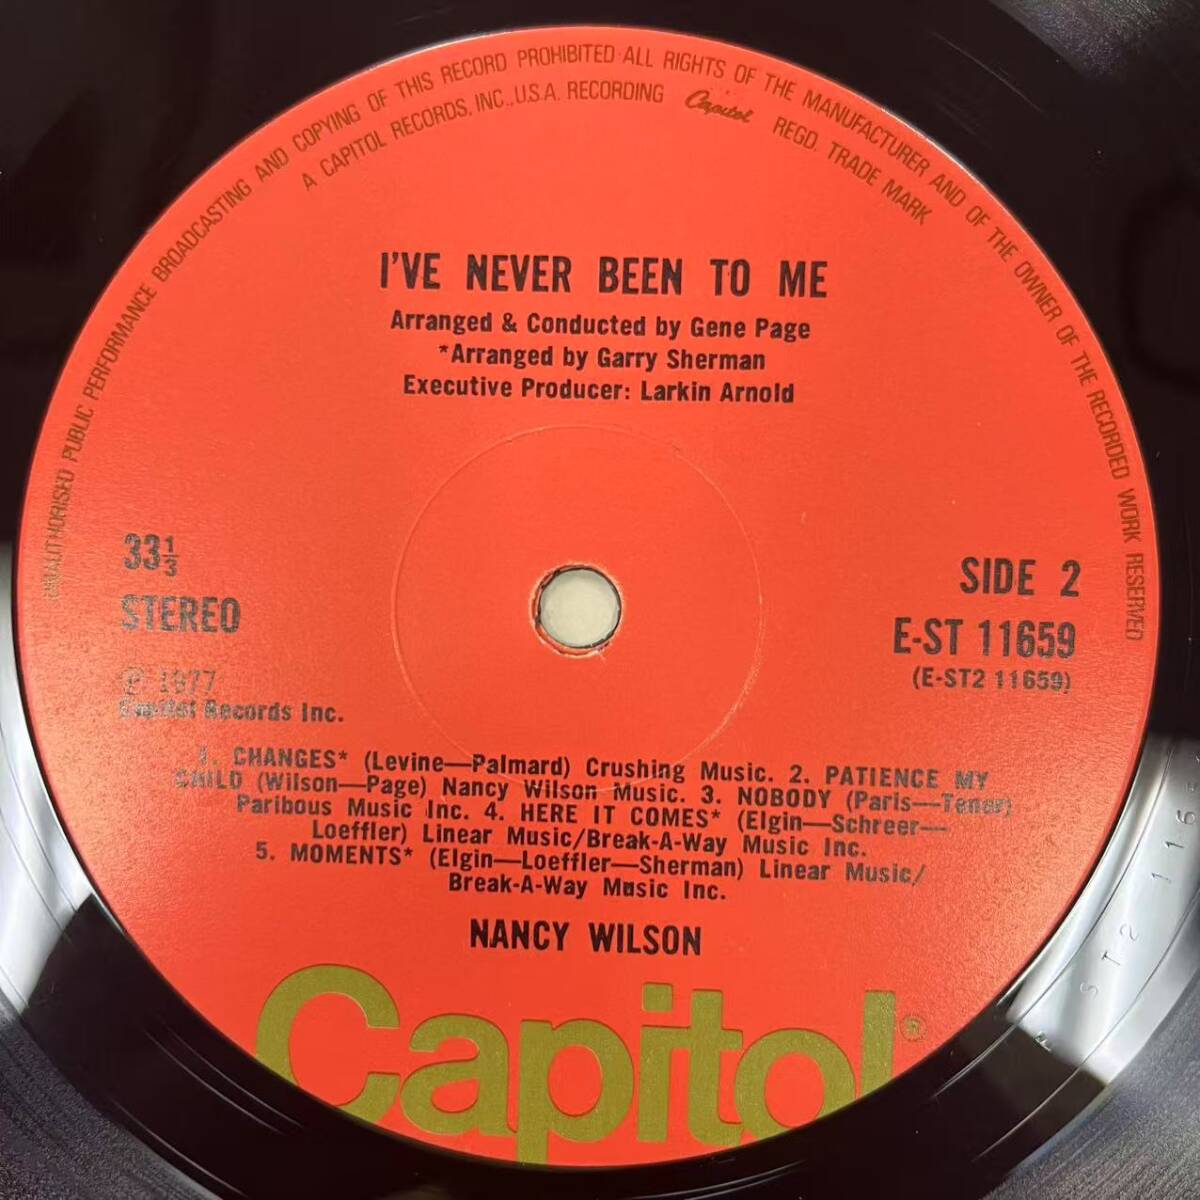 UNAUTHORISED PUBLIC PERFORMANCE BROADCASTING AND COPYING OF THIS RECORD PROHIBITED·ALL RIGHTS OF THE MANUFACTURER AND OF THE OWNER OF THE RECORDED WORK RESERVED
A CAPITOL RECORDS, INC., U.S.A. RECORDING Capitol REGD. TRADE MARK
I'VE NEVER BEEN TO ME
Arranged & Conducted by Gene Page
*Arranged by Garry Sherman
Executive Producer: Larkin Arnold
33⅓
STEREO
℗ 1977
Capitol Records Inc.
SIDE 2
E-ST 11659
(E-ST2 11659)
1. CHANGES* (Levine—Palmard) Crushing Music. 2. PATIENCE MY
CHILD (Wilson—Page) Nancy Wilson Music. 3. NOBODY (Paris—Tener)
Paribous Music Inc. 4. HERE IT COMES* (Elgin—Schreer—
Loeffler) Linear Music/Break-A-Way Music Inc.
5. MOMENTS* (Elgin—Loeffler—Sherman) Linear Music/
Break-A-Way Music Inc.
NANCY WILSON
Capitol®